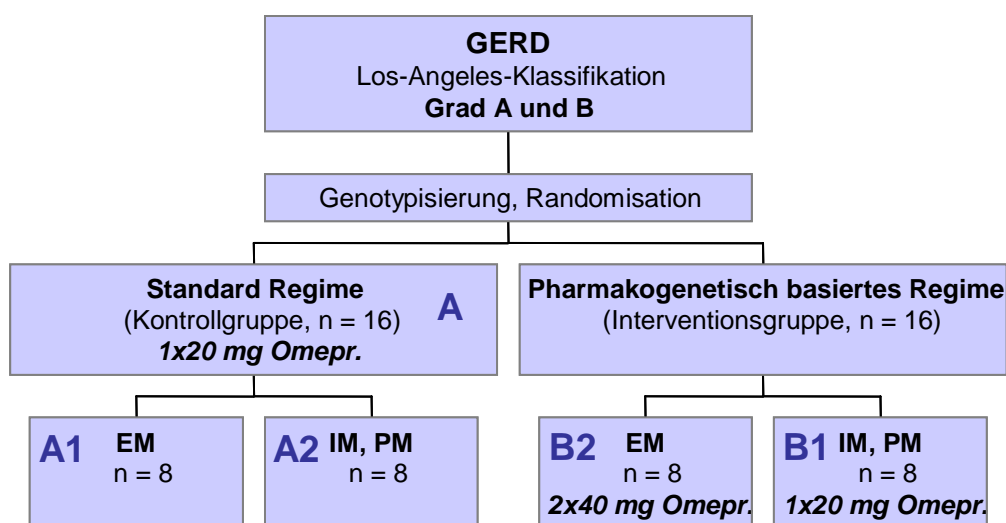 GERD
Los-Angeles-Klassifikation
Grad A und B
Genotypisierung, Randomisation
Standard Regime
(Kontrollgruppe, n = 16)
1x20 mg Omepr.
A
Pharmakogenetisch basiertes Regime
(Interventionsgruppe, n = 16)
A1 EM
n = 8
A2 IM, PM
n = 8
B2 EM
n = 8
2x40 mg Omepr.
B1 IM, PM
n = 8
1x20 mg Omepr.